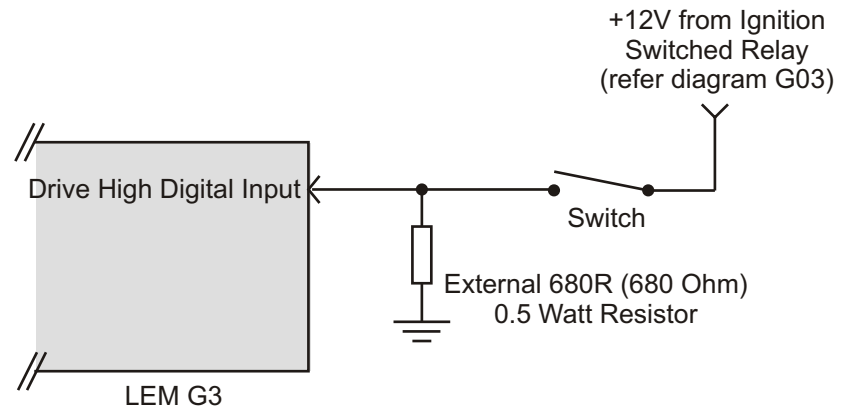 +12V from Ignition
Switched Relay
(refer diagram G03)
Drive High Digital Input
Switch
External 680R (680 Ohm)
0.5 Watt Resistor
LEM G3